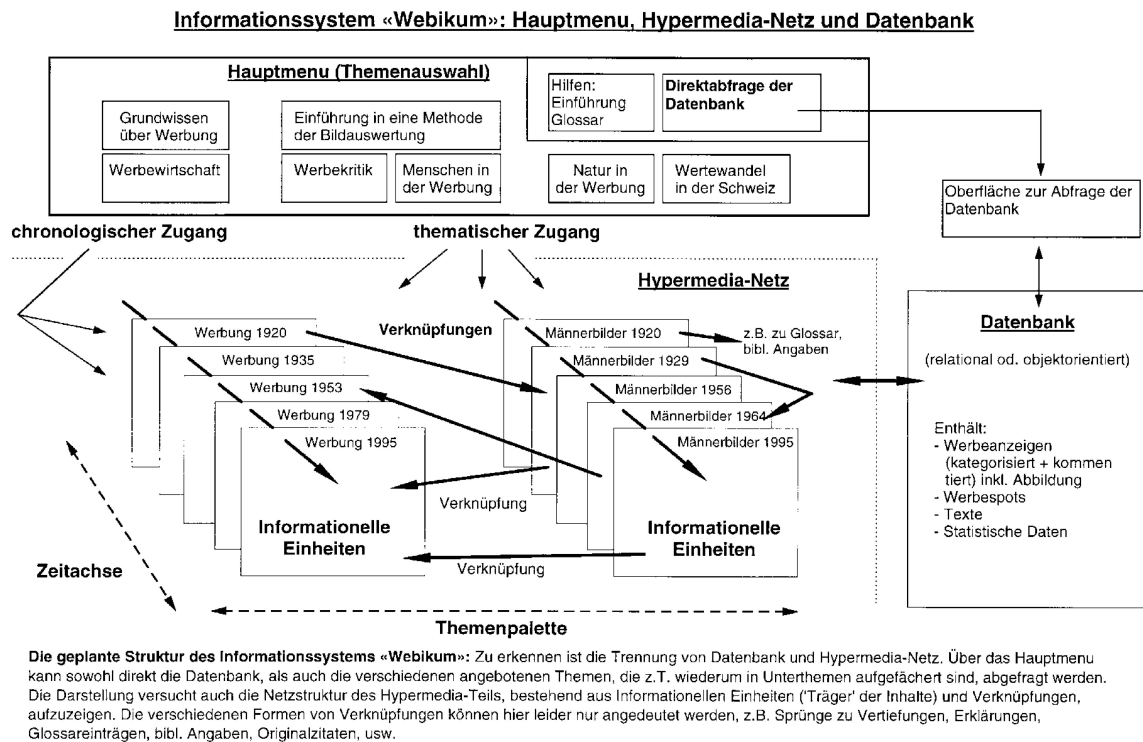 Informationssystem «Webikum»: Hauptmenu, Hypermedia-Netz und Datenbank
Hauptmenu (Themenauswahl)
Grundwissen
über Werbung
Einführung in eine Methode
der Bildauswertung
Hilfen:
Einführung
Glossar
Direktabfrage der
Datenbank
Werbewirtschaft
Werbekritik
Menschen in
der Werbung
Natur in
der Werbung
Wertewandel
in der Schweiz
Oberfläche zur Abfrage der
Datenbank
chronologischer Zugang
thematischer Zugang
Hypermedia-Netz
Werbung 1920
Werbung 1935
Werbung 1953
Werbung 1979
Werbung 1995
Informationelle
Einheiten
Verknüpfungen
Männerbilder 1920
Männerbilder 1929
Männerbilder 1956
Männerbilder 1964
Männerbilder 1995
Informationelle
Einheiten
z.B. zu Glossar,
bibl. Angaben
Verknüpfung
Verknüpfung
Datenbank
(relational od. objektorientiert)
Enthält:
- Werbeanzeigen
(kategorisiert + kommen
tiert) inkl. Abbildung
- Werbespots
- Texte
- Statistische Daten
Zeitachse
Themenpalette
Die geplante Struktur des Informationssystems «Webikum»: Zu erkennen ist die Trennung von Datenbank und Hypermedia-Netz. Über das Hauptmenu
kann sowohl direkt die Datenbank, als auch die verschiedenen angebotenen Themen, die z.T. wiederum in Unterthemen aufgefächert sind, abgefragt werden.
Die Darstellung versucht auch die Netzstruktur des Hypermedia-Teils, bestehend aus Informationellen Einheiten ('Träger' der Inhalte) und Verknüpfungen,
aufzuzeigen. Die verschiedenen Formen von Verknüpfungen können hier leider nur angedeutet werden, z.B. Sprünge zu Vertiefungen, Erklärungen,
Glossareinträgen, bibl. Angaben, Originalzitaten, usw.